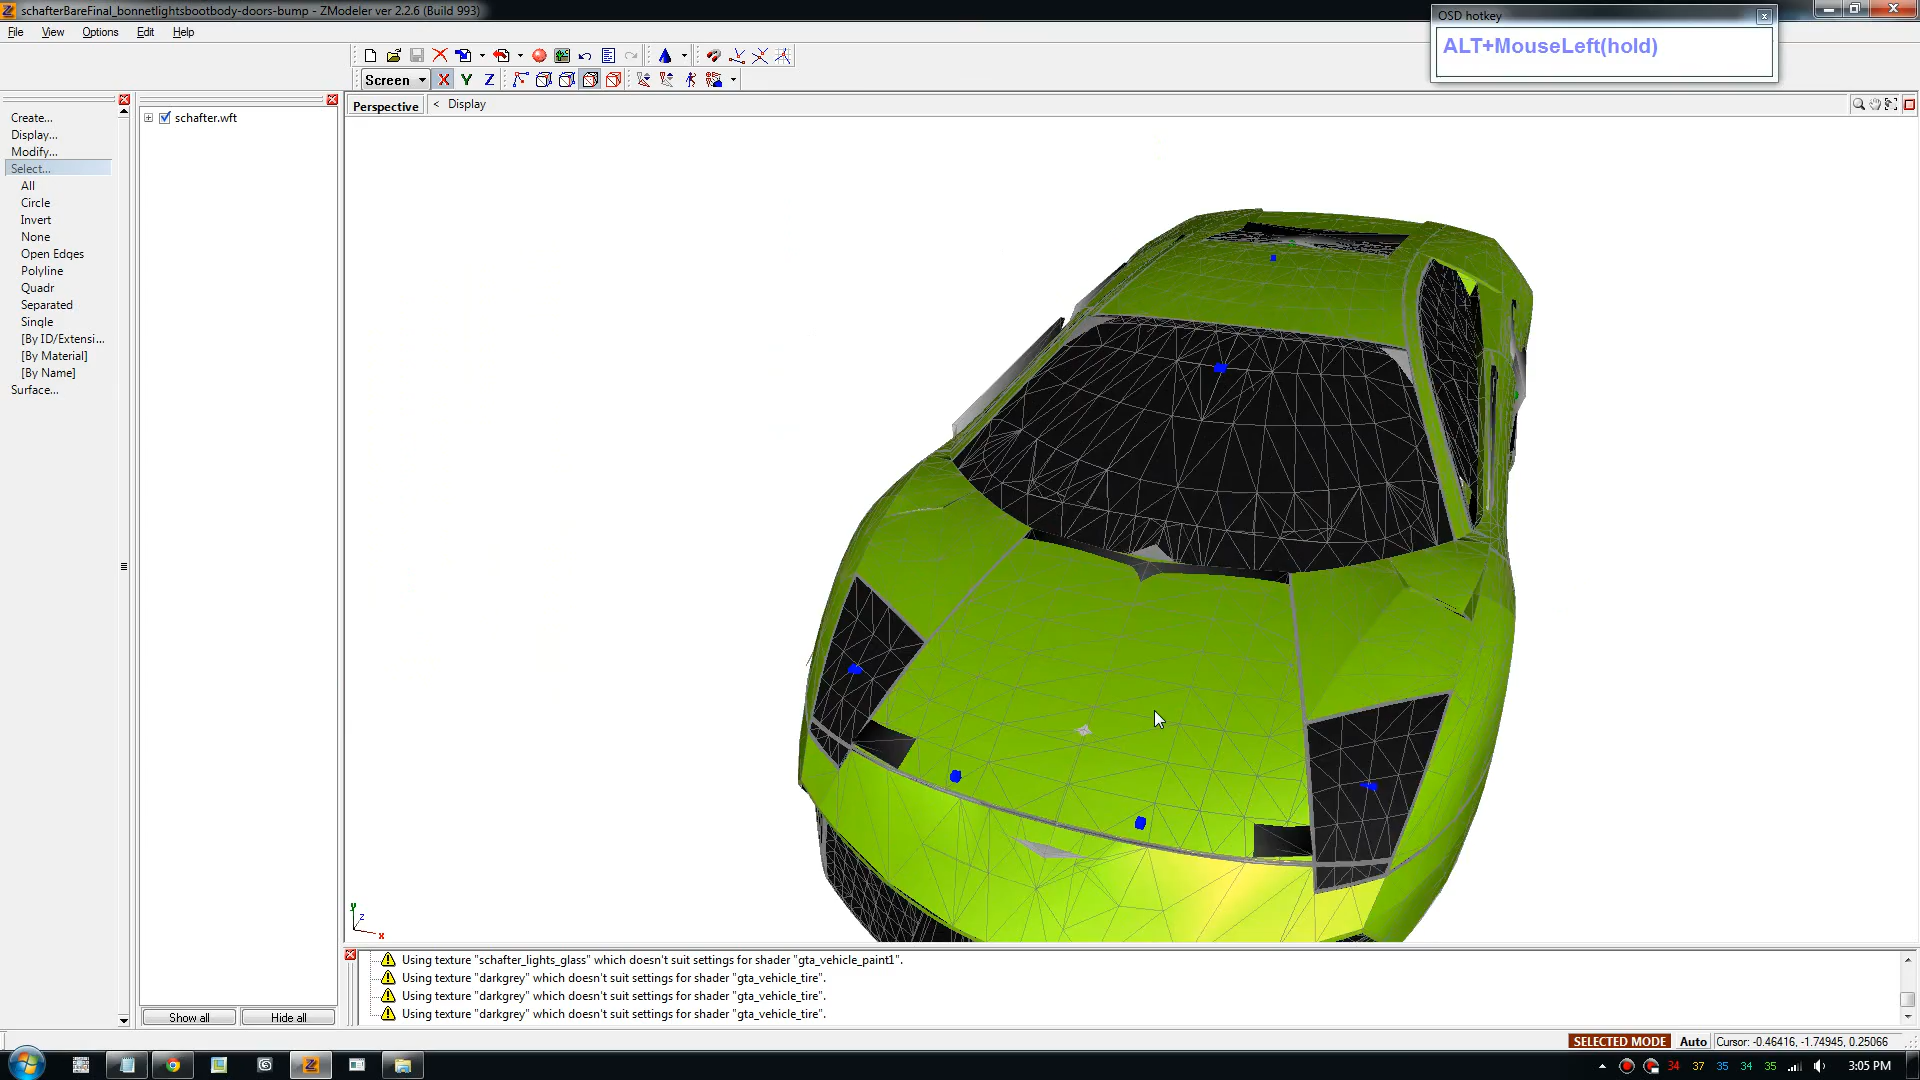 schafterBareFinal_bonnetlightsbootbody-doors-bump - ZModeler ver 2.2.6 (Build 993)
OSD hotkey
ALT+MouseLeft(hold)
File View Options Edit Help
Screen X Y Z
Perspective < Display
Create...
Display...
Modify...
Select...
All
Circle
Invert
None
Open Edges
Polyline
Quadr
Separated
Single
[By ID/Extensi...
[By Material]
[By Name]
Surface...
schafter.wft
Show all Hide all
y z x
Using texture "schafter_lights_glass" which doesn't suit settings for shader "gta_vehicle_paint1".
Using texture "darkgrey" which doesn't suit settings for shader "gta_vehicle_tire".
Using texture "darkgrey" which doesn't suit settings for shader "gta_vehicle_tire".
Using texture "darkgrey" which doesn't suit settings for shader "gta_vehicle_tire".
SELECTED MODE Auto Cursor: -0.46416, -1.74945, 0.25066
34 37 35 34 35 3:05 PM